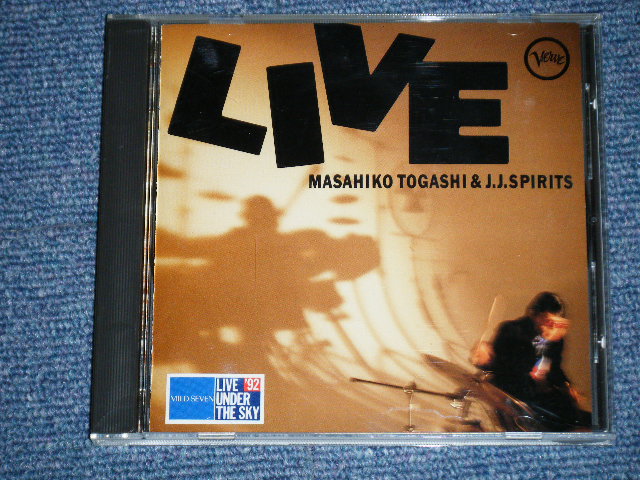 LIVE
Verve
MASAHIKO TOGASHI & J.J.SPIRITS
MILD SEVEN
LIVE '92
UNDER
THE SKY